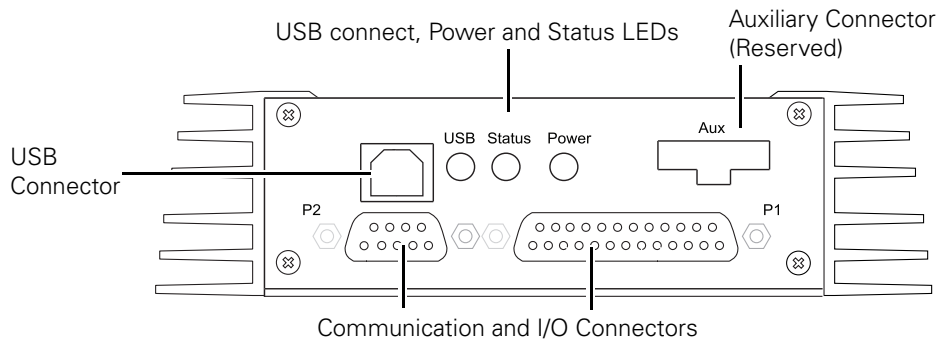 USB connect, Power and Status LEDs
Auxiliary Connector
(Reserved)
USB Status Power
Aux
USB
Connector
P2
P1
Communication and I/O Connectors